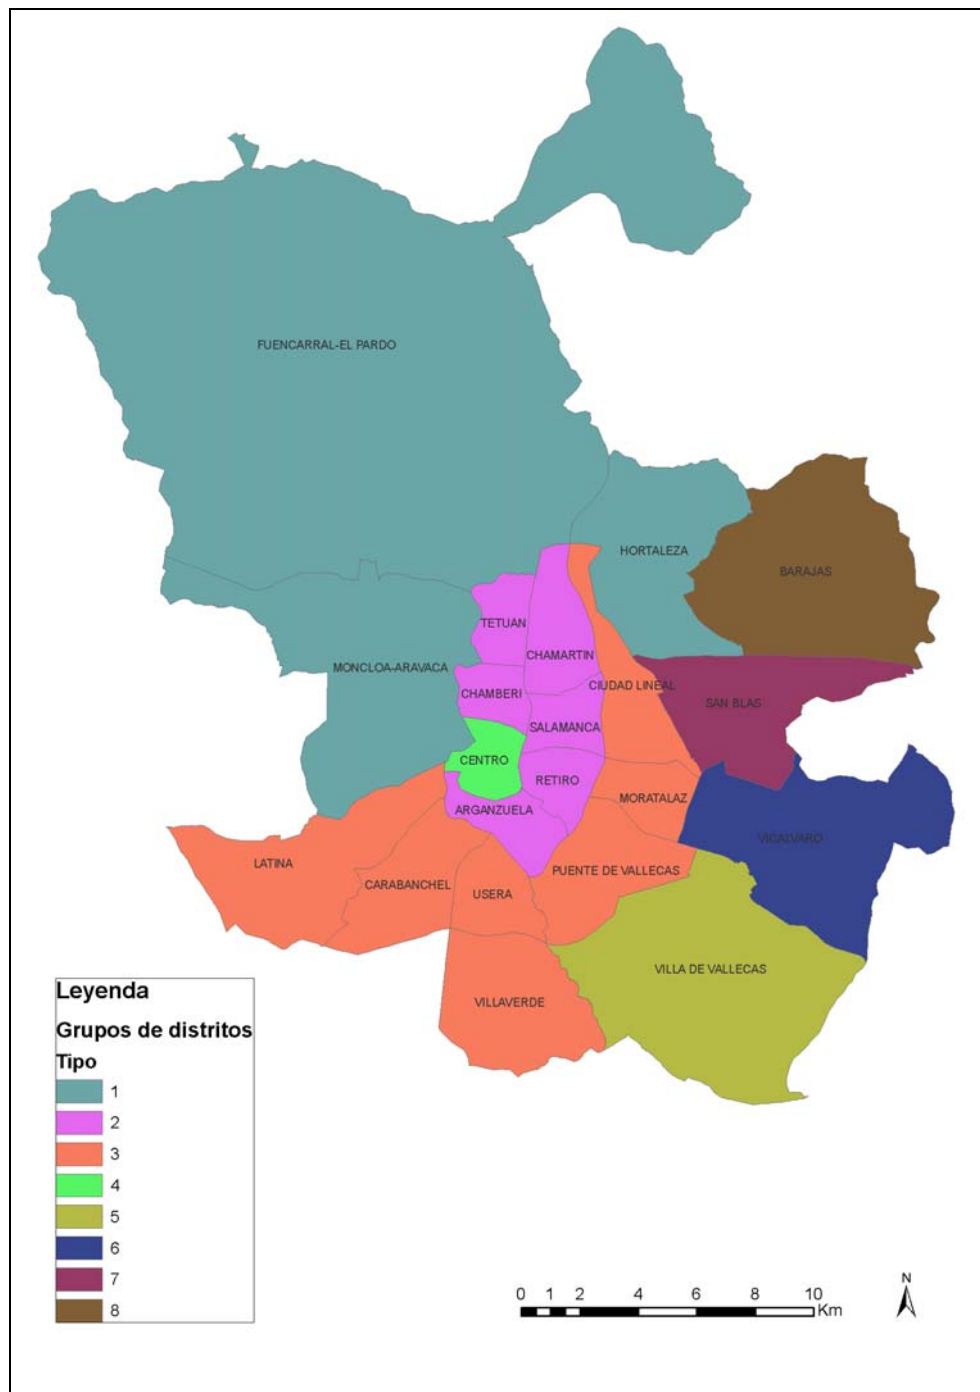 FUENCARRAL-EL PARDO
HORTALEZA
BARAJAS
TETUAN
CHAMARTIN
MONCLOA-ARAVACA
CIUDAD LINEAL
CHAMBERI
SAN BLAS
SALAMANCA
CENTRO
RETIRO
MORATALAZ
ARGANZUELA
VICALVARO
LATINA
PUENTE DE VALLECAS
CARABANCHEL
USERA
VILLA DE VALLECAS
VILLAVERDE
Leyenda
Grupos de distritos
Tipo
1
2
3
4
5
6
7
8
N
0 1 2 4 6 8 10
Km